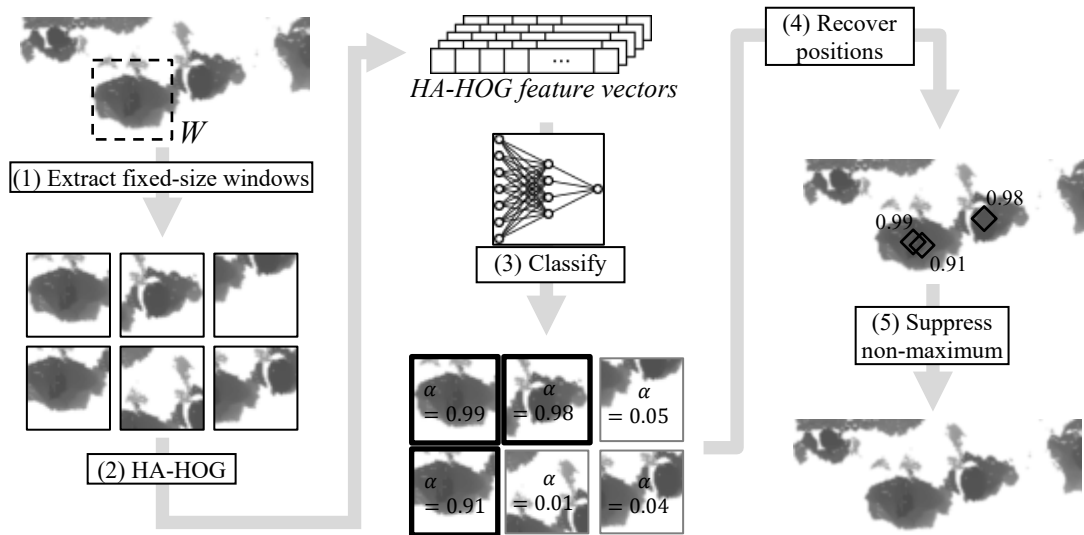 W
(1) Extract fixed-size windows
(2) HA-HOG
...
HA-HOG feature vectors
(3) Classify
α
= 0.99
α
= 0.98
α
= 0.05
α
= 0.91
α
= 0.01
α
= 0.04
(4) Recover
positions
0.98
0.99
0.91
(5) Suppress
non-maximum